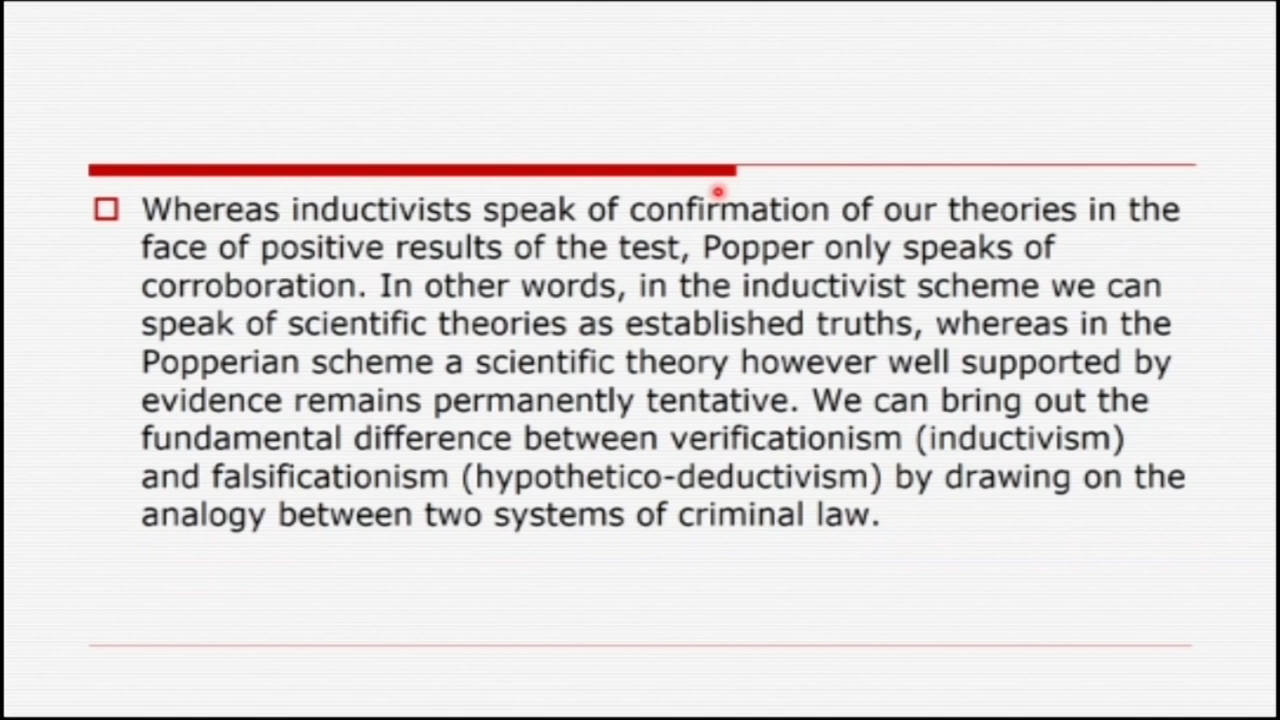 Whereas inductivists speak of confirmation of our theories in the
face of positive results of the test, Popper only speaks of
corroboration. In other words, in the inductivist scheme we can
speak of scientific theories as established truths, whereas in the
Popperian scheme a scientific theory however well supported by
evidence remains permanently tentative. We can bring out the
fundamental difference between verificationism (inductivism)
and falsificationism (hypothetico-deductivism) by drawing on the
analogy between two systems of criminal law.